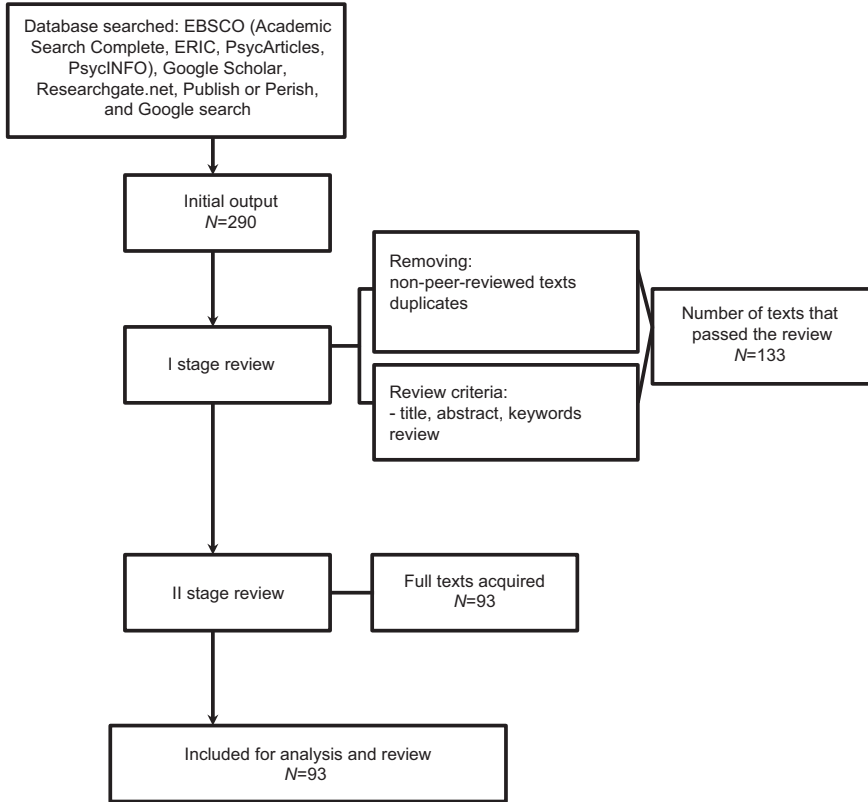 Database searched: EBSCO (Academic
Search Complete, ERIC, PsycArticles,
PsycINFO), Google Scholar,
Researchgate.net, Publish or Perish,
and Google search
Initial output
N=290
Removing:
non-peer-reviewed texts
duplicates
Number of texts that
passed the review
N=133
I stage review
Review criteria:
- title, abstract, keywords
review
II stage review
Full texts acquired
N=93
Included for analysis and review
N=93